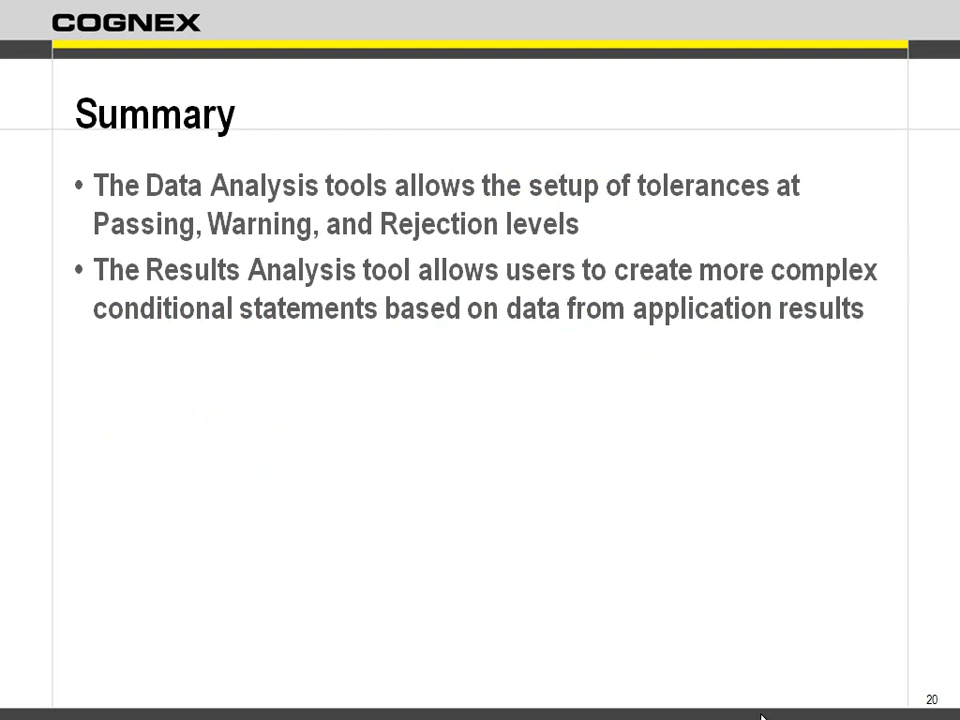 COGNEX
Summary
• The Data Analysis tools allows the setup of tolerances at
Passing, Warning, and Rejection levels
• The Results Analysis tool allows users to create more complex
conditional statements based on data from application results
20